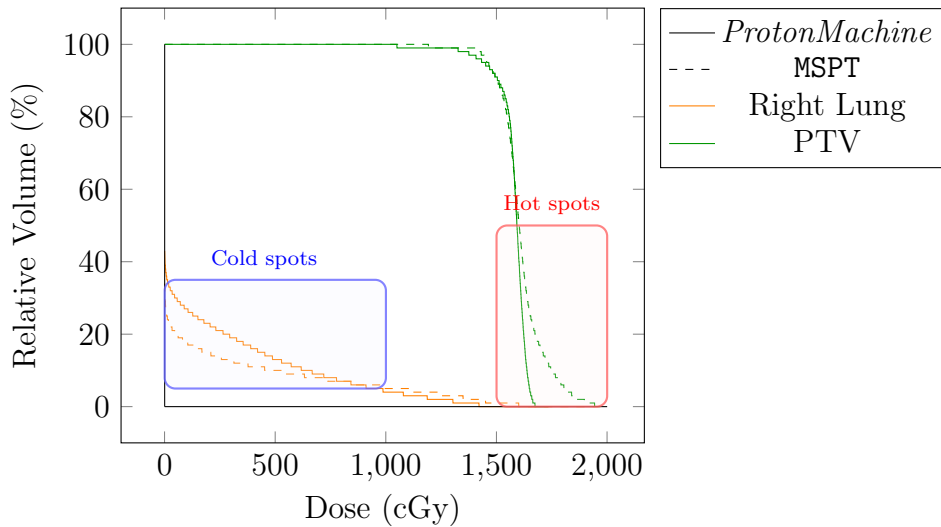 100
80
60
40
20
0
Relative Volume (%)
0
500
1,000
1,500
2,000
Dose (cGy)
Cold spots
Hot spots
ProtonMachine
MSPT
Right Lung
PTV